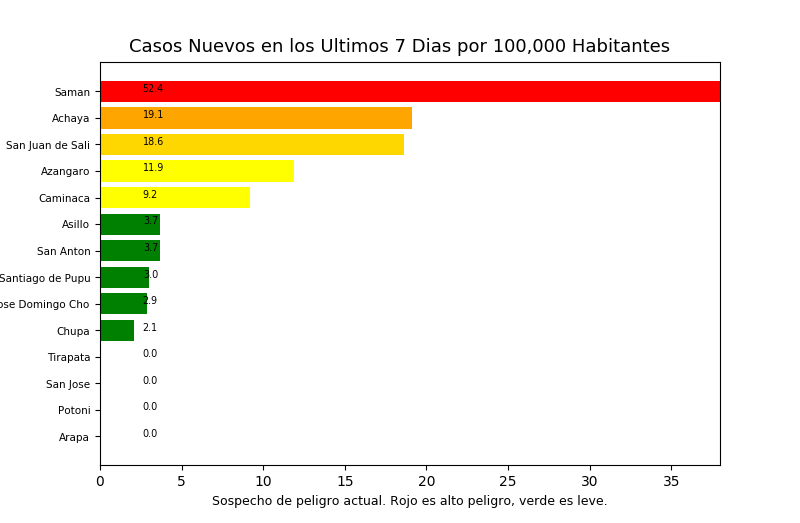 Casos Nuevos en los Ultimos 7 Dias por 100,000 Habitantes
Saman 52.4
Achaya 19.1
San Juan de Sali 18.6
Azangaro 11.9
Caminaca 9.2
Asillo 3.7
San Anton 3.7
Santiago de Pupu 3.0
ose Domingo Cho 2.9
Chupa 2.1
Tirapata 0.0
San Jose 0.0
Potoni 0.0
Arapa 0.0
0 5 10 15 20 25 30 35
Sospecho de peligro actual. Rojo es alto peligro, verde es leve.